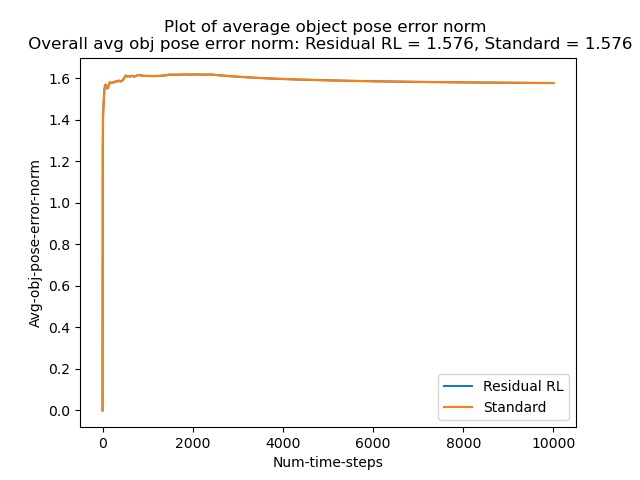 Plot of average object pose error norm
Overall avg obj pose error norm: Residual RL = 1.576, Standard = 1.576
1.6
1.4
1.2
1.0
0.8
0.6
0.4
0.2
0.0
Avg-obj-pose-error-norm
Residual RL
Standard
0 2000 4000 6000 8000 10000
Num-time-steps